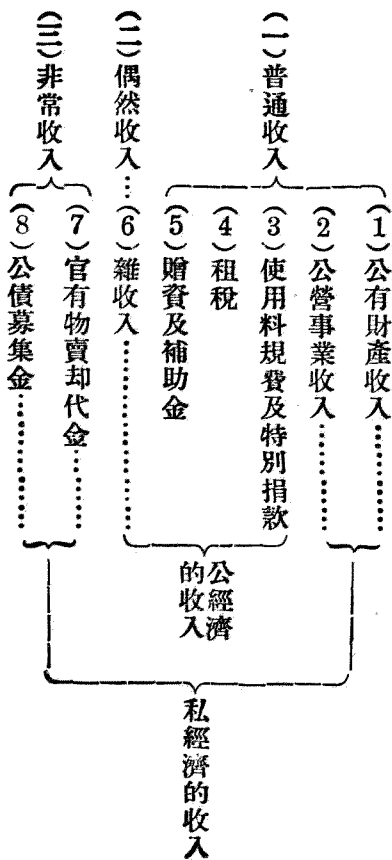 (一)普通收入
(1)公有財產收入………
(2)公營事業收入………
(3)使用料規費及特別捐款
(4)租稅
(5)贈資及補助金
(二)偶然收入…
(6)雜收入…………
(三)非常收入
(7)官有物賣却代金………
(8)公債募集金…………
公經濟
的收入
私經濟的收入